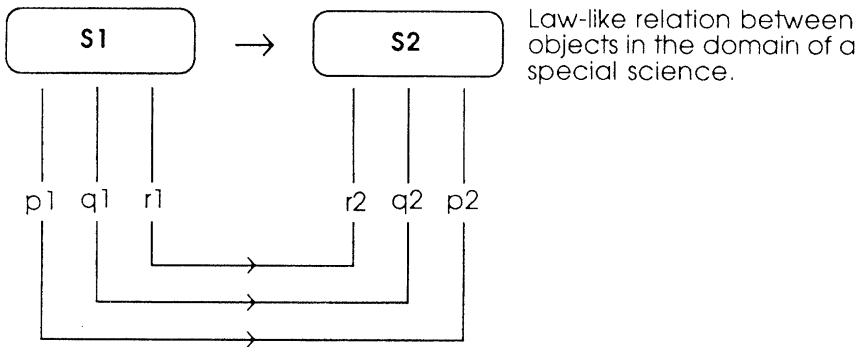 S1 → S2
Law-like relation between
objects in the domain of a
special science.
p1 q1 r1 r2 q2 p2